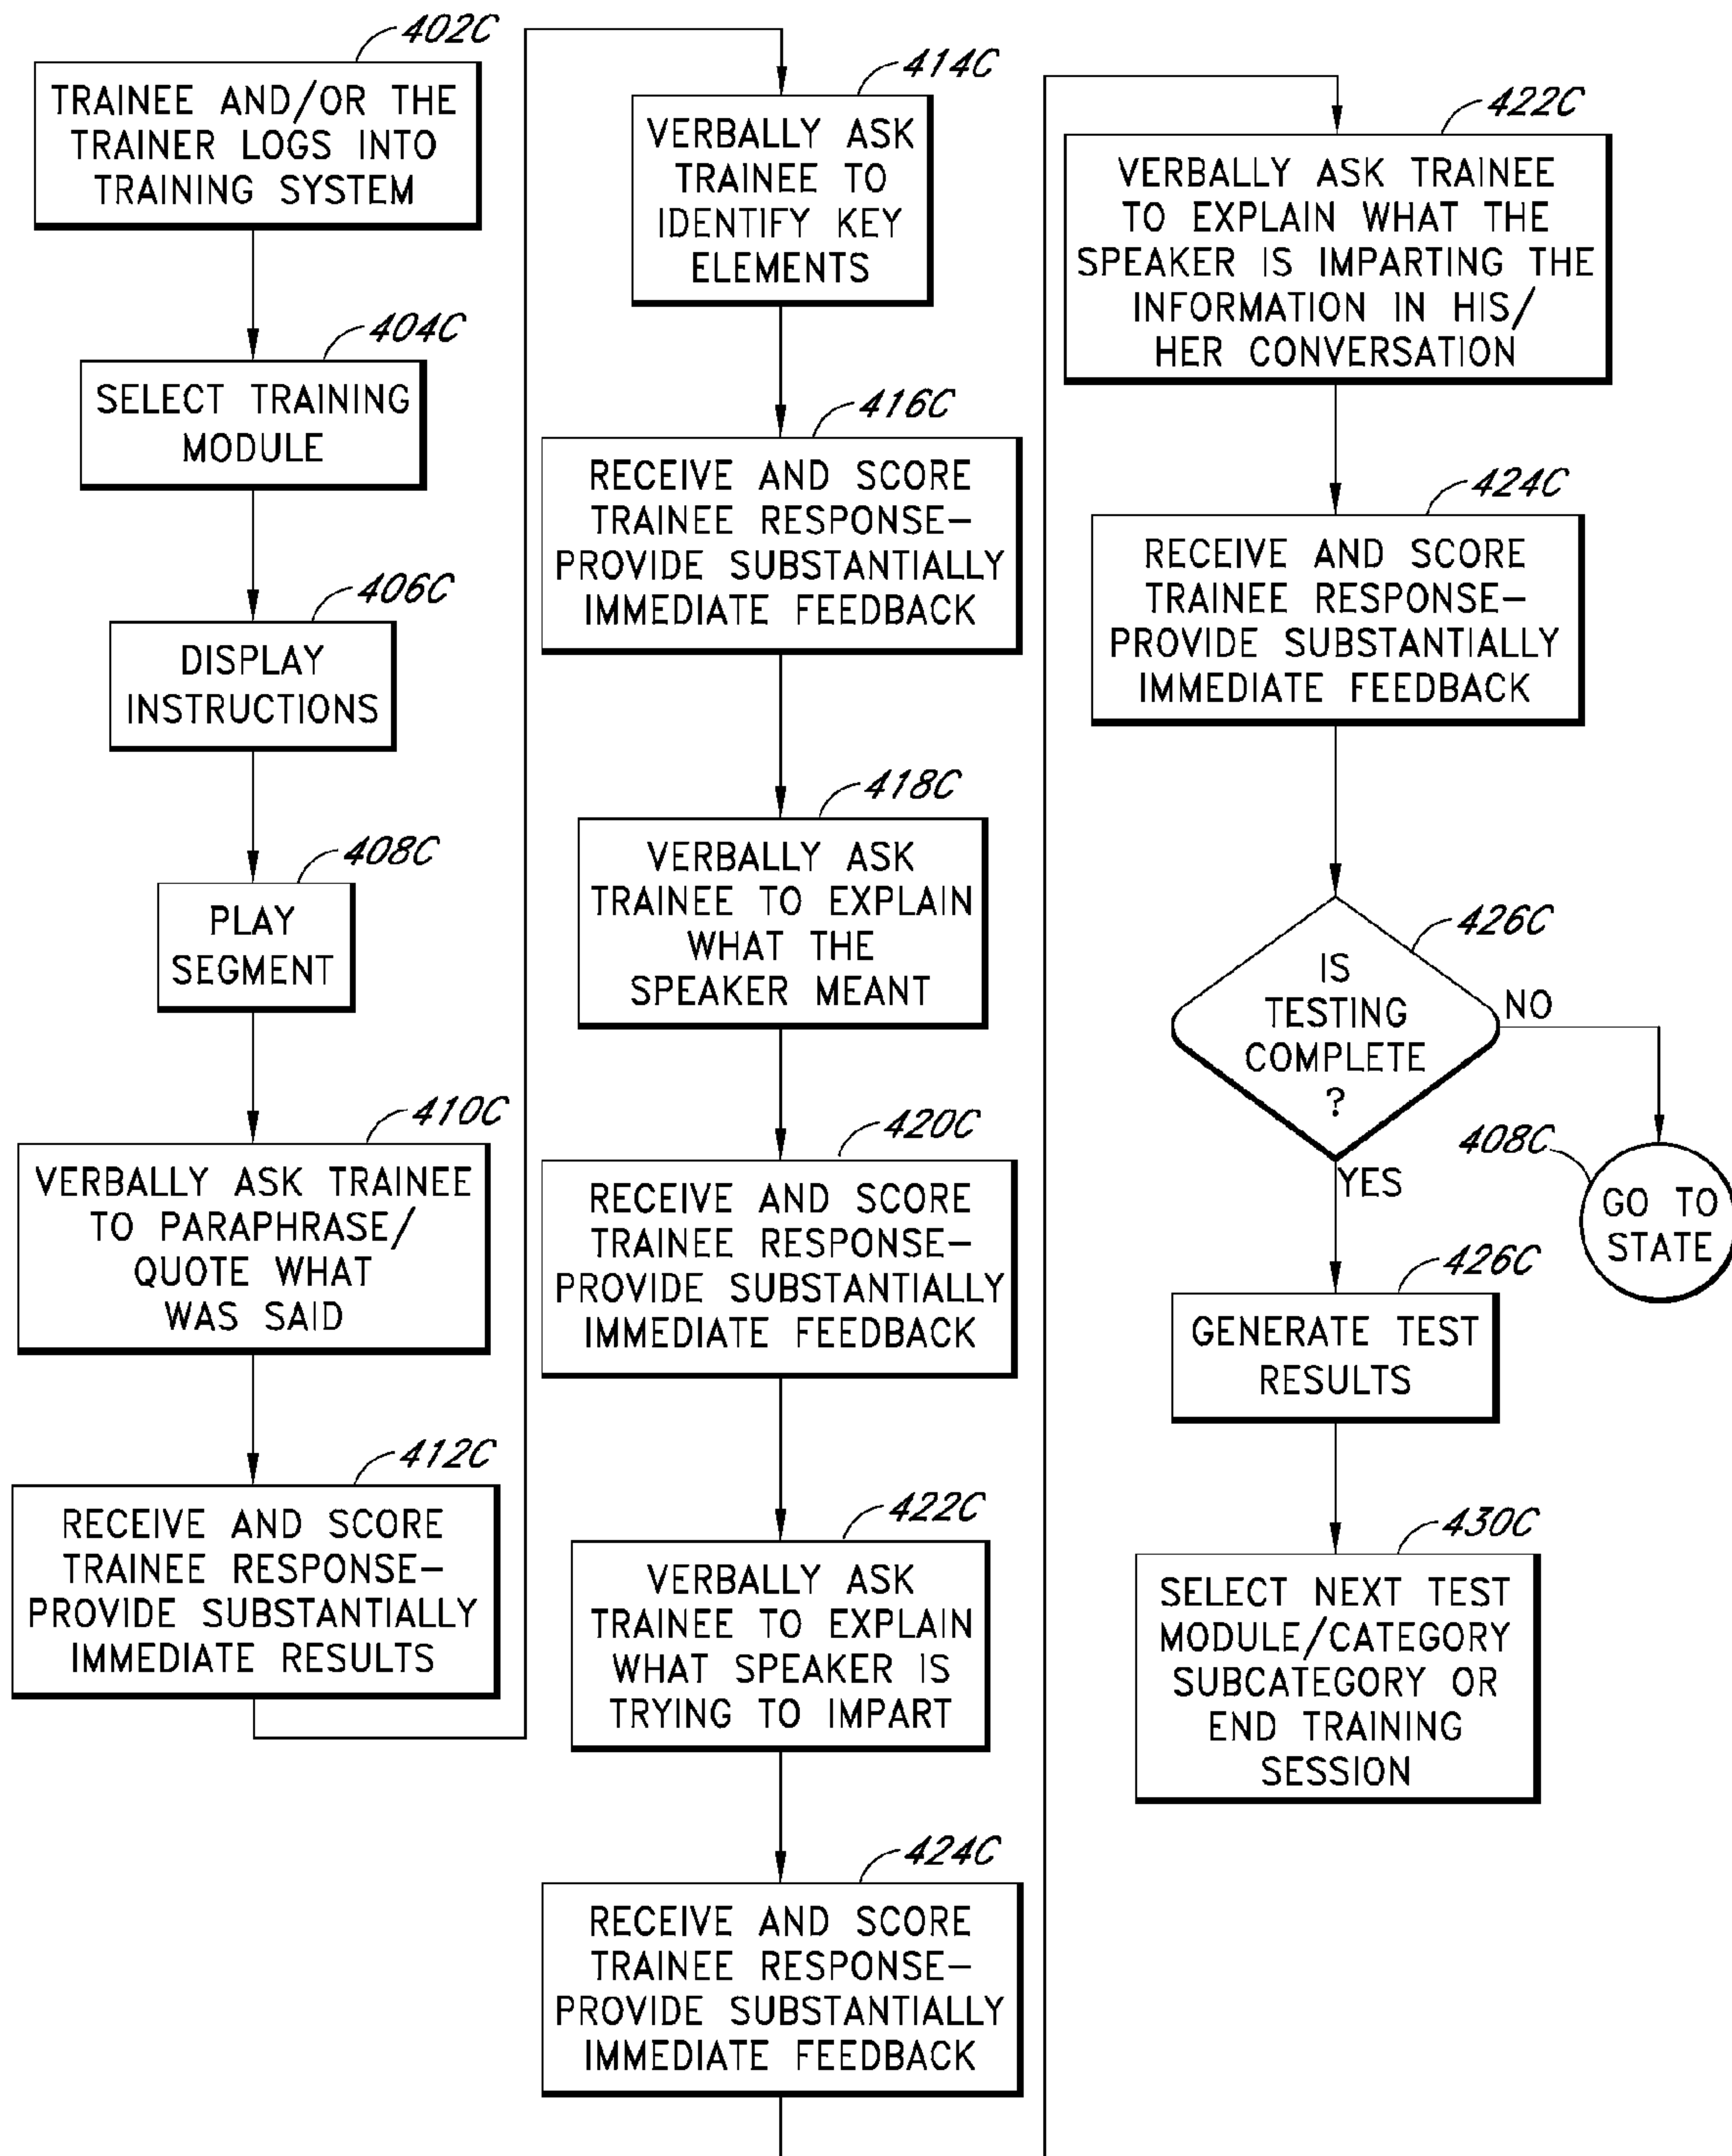 402C
TRAINEE AND/OR THE
TRAINER LOGS INTO
TRAINING SYSTEM
404C
SELECT TRAINING
MODULE
406C
DISPLAY
INSTRUCTIONS
408C
PLAY
SEGMENT
410C
VERBALLY ASK TRAINEE
TO PARAPHRASE/
QUOTE WHAT
WAS SAID
412C
RECEIVE AND SCORE
TRAINEE RESPONSE–
PROVIDE SUBSTANTIALLY
IMMEDIATE RESULTS
414C
VERBALLY ASK
TRAINEE TO
IDENTIFY KEY
ELEMENTS
416C
RECEIVE AND SCORE
TRAINEE RESPONSE–
PROVIDE SUBSTANTIALLY
IMMEDIATE FEEDBACK
418C
VERBALLY ASK
TRAINEE TO EXPLAIN
WHAT THE
SPEAKER MEANT
420C
RECEIVE AND SCORE
TRAINEE RESPONSE–
PROVIDE SUBSTANTIALLY
IMMEDIATE FEEDBACK
422C
VERBALLY ASK
TRAINEE TO EXPLAIN
WHAT SPEAKER IS
TRYING TO IMPART
424C
RECEIVE AND SCORE
TRAINEE RESPONSE–
PROVIDE SUBSTANTIALLY
IMMEDIATE FEEDBACK
422C
VERBALLY ASK TRAINEE
TO EXPLAIN WHAT THE
SPEAKER IS IMPARTING THE
INFORMATION IN HIS/
HER CONVERSATION
424C
RECEIVE AND SCORE
TRAINEE RESPONSE–
PROVIDE SUBSTANTIALLY
IMMEDIATE FEEDBACK
426C
IS
TESTING
COMPLETE
?
NO
408C
GO TO
STATE
YES
426C
GENERATE TEST
RESULTS
430C
SELECT NEXT TEST
MODULE/CATEGORY
SUBCATEGORY OR
END TRAINING
SESSION